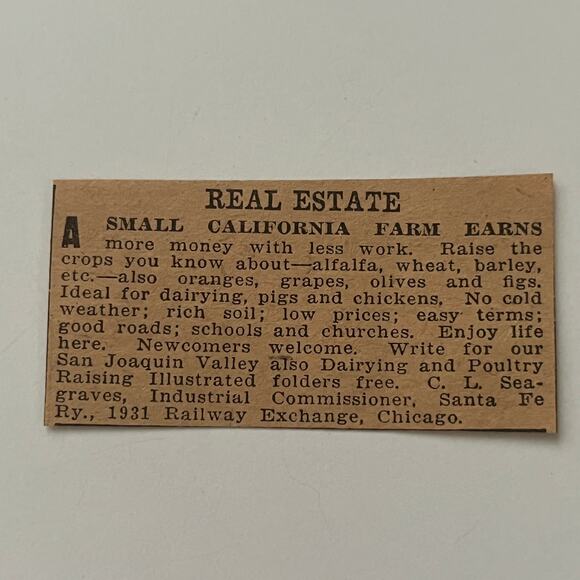 REAL ESTATE
A SMALL CALIFORNIA FARM EARNS
more money with less work. Raise the
crops you know about—alfalfa, wheat, barley,
etc.—also oranges, grapes, olives and figs.
Ideal for dairying, pigs and chickens. No cold
weather; rich soil; low prices; easy terms;
good roads; schools and churches. Enjoy life
here. Newcomers welcome. Write for our
San Joaquin Valley also Dairying and Poultry
Raising Illustrated folders free. C. L. Sea-
graves, Industrial Commissioner, Santa Fe
Ry., 1931 Railway Exchange, Chicago.